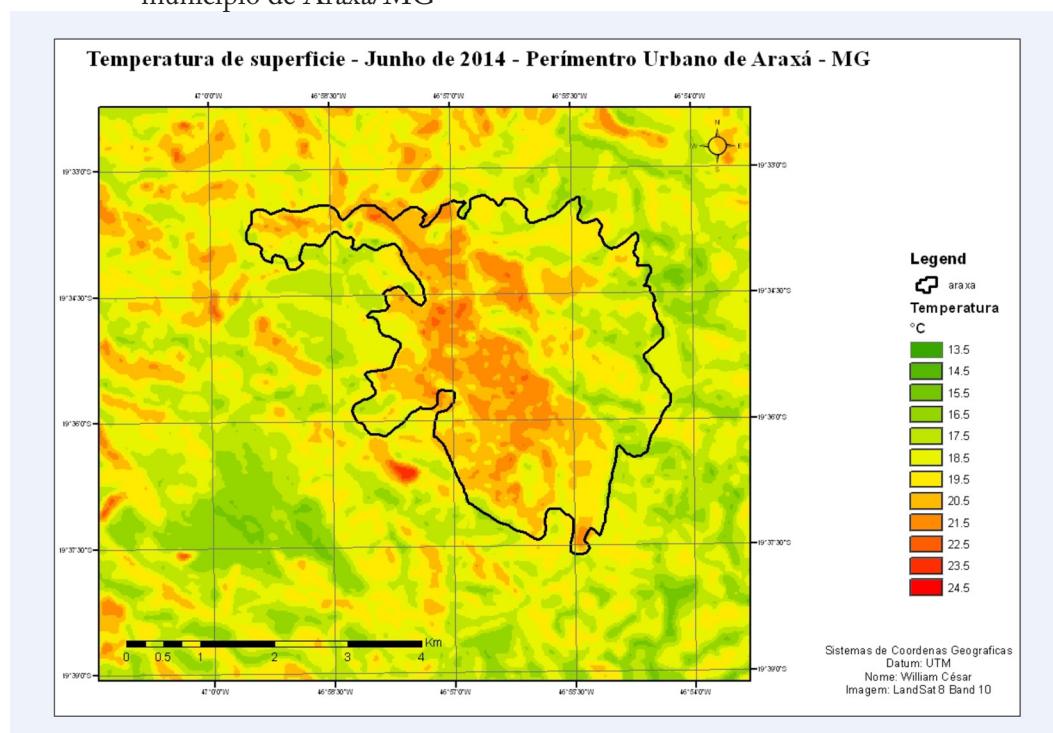 município de Araxá/MG
Temperatura de superficie - Junho de 2014 - Perímentro Urbano de Araxá - MG
47°0'0"W 46°58'30"W 46°57'0"W 46°55'30"W 46°54'0"W
N
W E
S
19°33'0"S 19°33'0"S
19°34'30"S 19°34'30"S
19°36'0"S 19°36'0"S
19°37'30"S 19°37'30"S
19°39'0"S 19°39'0"S
Km
0 0.5 1 2 3 4
47°0'0"W 46°58'30"W 46°57'0"W 46°55'30"W 46°54'0"W
Legend
araxa
Temperatura
°C
13.5
14.5
15.5
16.5
17.5
18.5
19.5
20.5
21.5
22.5
23.5
24.5
Sistemas de Coordenas Geograficas
Datum: UTM
Nome: William César
Imagem: LandSat 8 Band 10